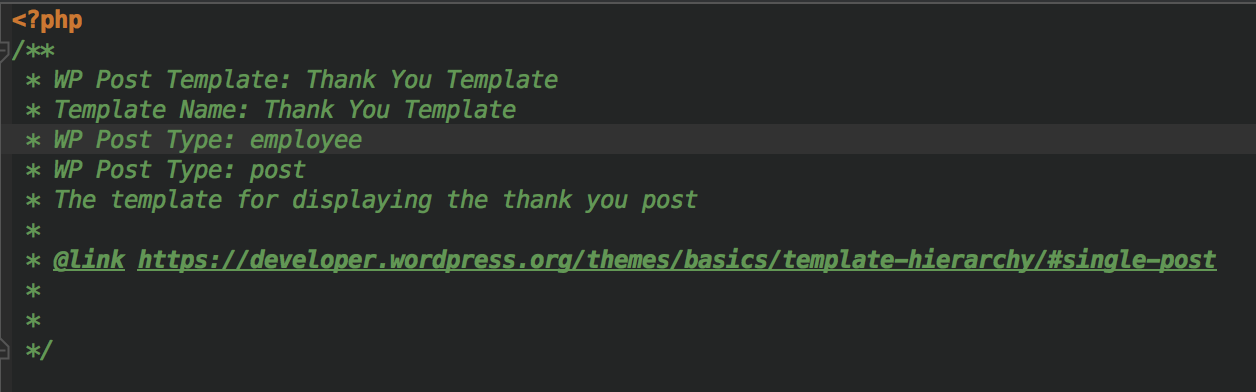 <?php
/**
* WP Post Template: Thank You Template
* Template Name: Thank You Template
* WP Post Type: employee
* WP Post Type: post
* The template for displaying the thank you post
*
* @link https://developer.wordpress.org/themes/basics/template-hierarchy/#single-post
*
*
*/